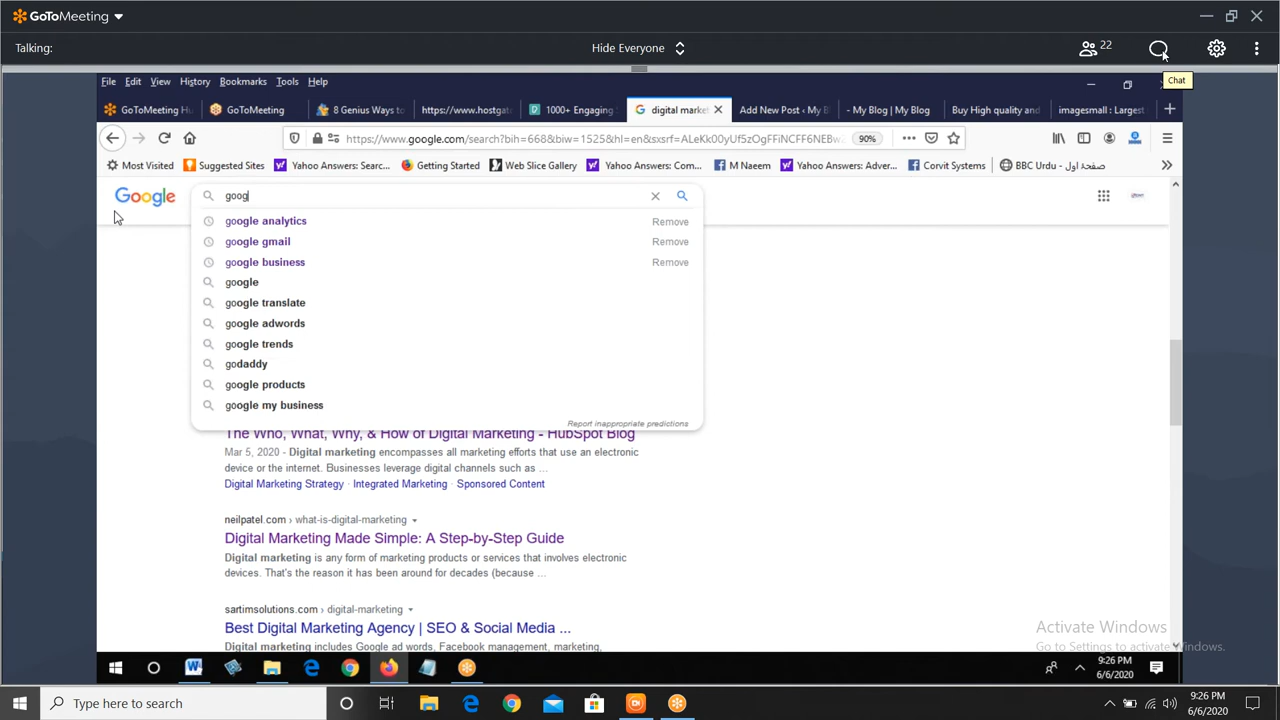 GoToMeeting
Talking:
Hide Everyone
22
Chat
File Edit View History Bookmarks Tools Help
GoToMeeting Hu
GoToMeeting
8 Genius Ways to
https://www.hostgat
1000+ Engaging
digital market
Add New Post ‹ My B
- My Blog | My Blog
Buy High quality and
imagesmall : Largest
https://www.google.com/search?bih=668&biw=1525&hl=en&sxsrf=ALeKk00yUf5zOgFFiNCFF6NEBw
90%
Most Visited
Suggested Sites
Yahoo Answers: Searc...
Getting Started
Web Slice Gallery
Yahoo Answers: Com...
M Naeem
Yahoo Answers: Adver...
Corvit Systems
BBC Urdu - صفحۂ اول
Google
goog
google analytics Remove
google gmail Remove
google business Remove
google
google translate
google adwords
google trends
godaddy
google products
google my business
Report inappropriate predictions
The Who, What, Why, & How of Digital Marketing - HubSpot Blog
Mar 5, 2020 - Digital marketing encompasses all marketing efforts that use an electronic
device or the internet. Businesses leverage digital channels such as ...
Digital Marketing Strategy · Integrated Marketing · Sponsored Content
neilpatel.com › what-is-digital-marketing
Digital Marketing Made Simple: A Step-by-Step Guide
Digital marketing is any form of marketing products or services that involves electronic
devices. That's the reason it has been around for decades (because ...
sartimsolutions.com › digital-marketing
Best Digital Marketing Agency | SEO & Social Media ...
Digital marketing includes Google ad words, Facebook management, marketing,
Activate Windows
Go to Settings to activate Windows.
9:26 PM
6/6/2020
Type here to search
9:26 PM
6/6/2020